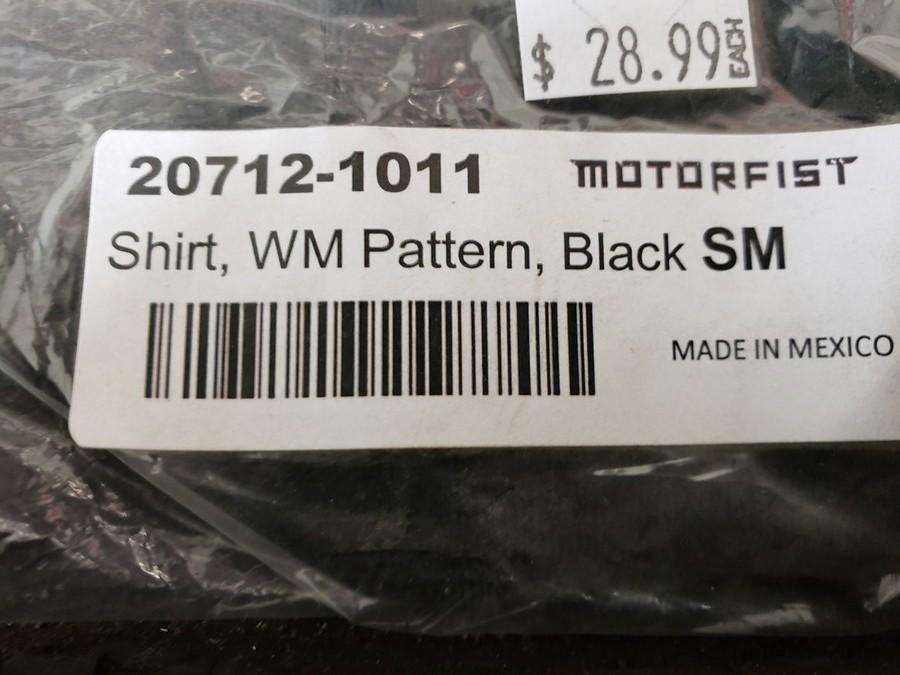 $ 28.99 EACH
20712-1011 MOTORFIST
Shirt, WM Pattern, Black SM
MADE IN MEXICO